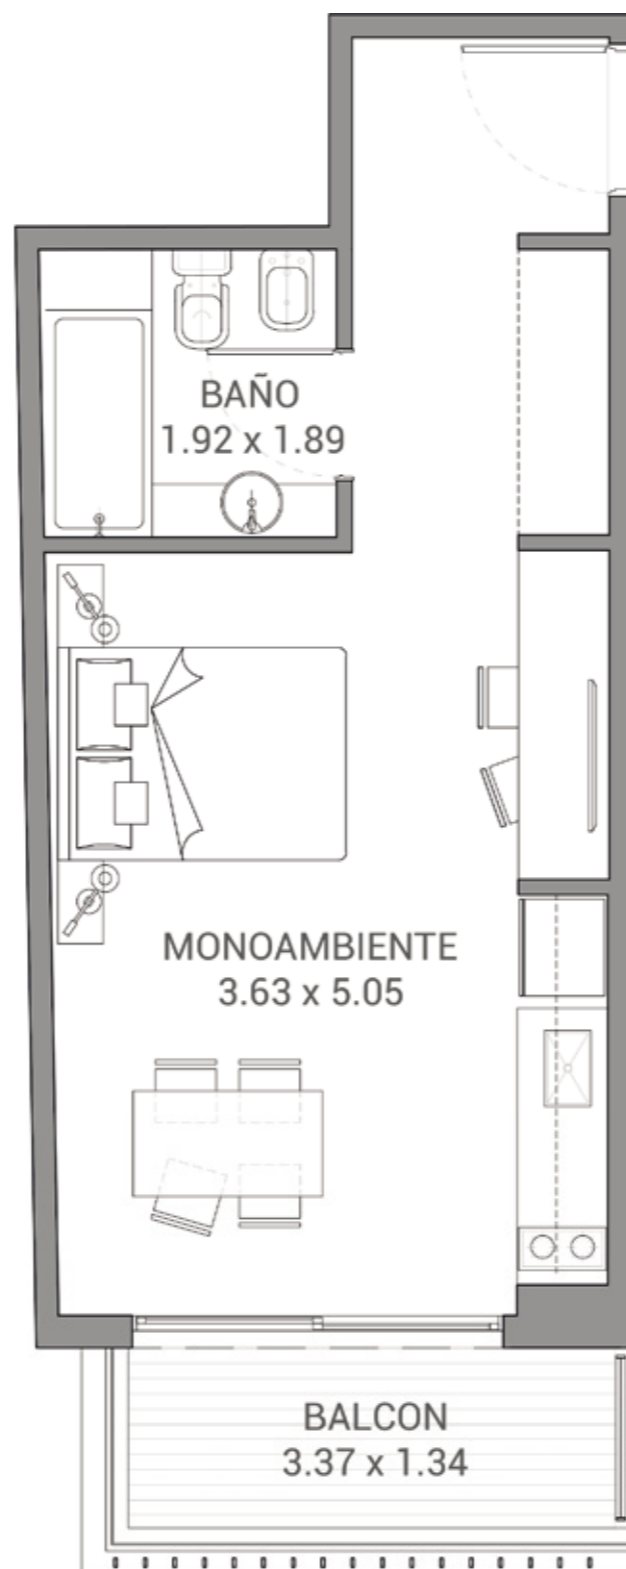 BAÑO
1.92 x 1.89
MONOAMBIENTE
3.63 x 5.05
BALCON
3.37 x 1.34